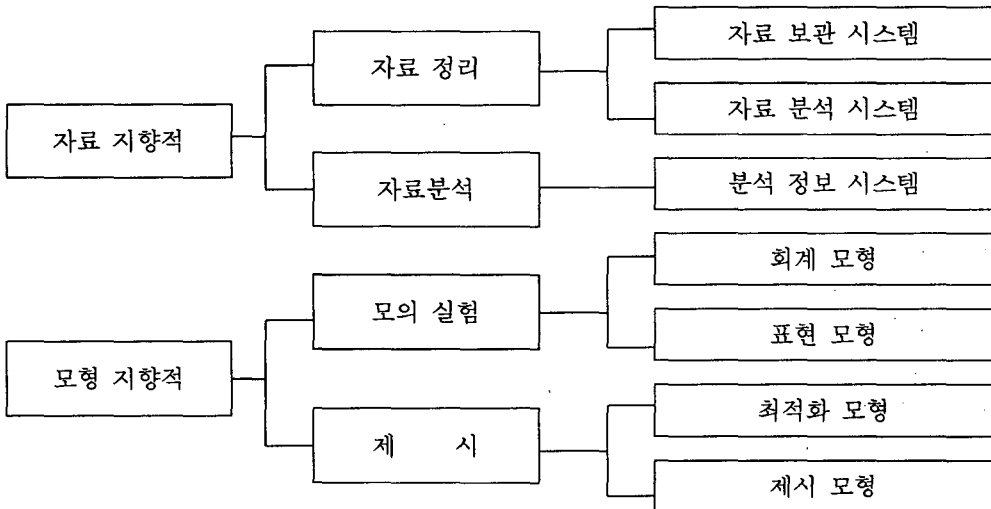 자료 지향적
자료 정리
자료 보관 시스템
자료 분석 시스템
자료분석
분석 정보 시스템
모형 지향적
모의 실험
회계 모형
표현 모형
제 시
최적화 모형
제시 모형